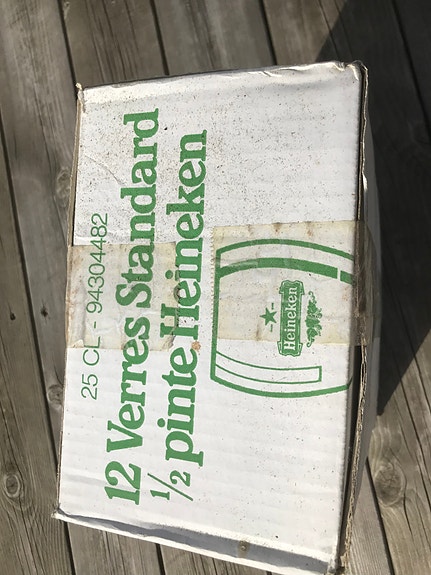 25 CL - 94304482
12 Verres Standard
½ pinte Heineken
Heineken